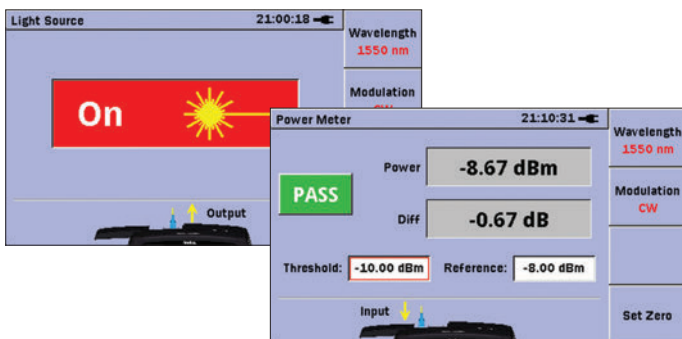 Light Source 21:00:18
Wavelength
1550 nm
Modulation
On
Output
Power Meter 21:10:31
Wavelength
1550 nm
Modulation
CW
PASS
Power -8.67 dBm
Diff -0.67 dB
Threshold: -10.00 dBm Reference: -8.00 dBm
Input
Set Zero